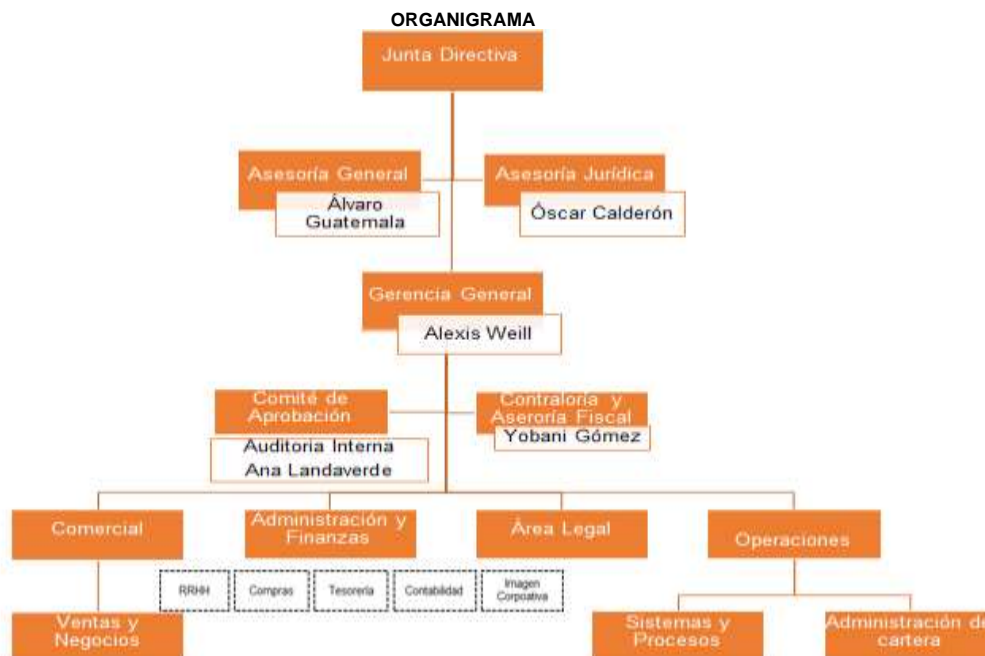 ORGANIGRAMA
Junta Directiva
Asesoría General
Álvaro
Guatemala
Asesoría Jurídica
Óscar Calderón
Gerencia General
Alexis Weill
Comité de
Aprobación
Auditoria Interna
Ana Landaverde
Contraloría y
Aseroría Fiscal
Yobani Gómez
Comercial
Administración y
Finanzas
Área Legal
Operaciones
RRHH
Compras
Tesorería
Contabilidad
Imagen
Corpoativa
Ventas y
Negocios
Sistemas y
Procesos
Administración de
cartera